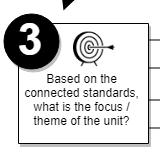 3
Based on the
connected standards,
what is the focus /
theme of the unit?